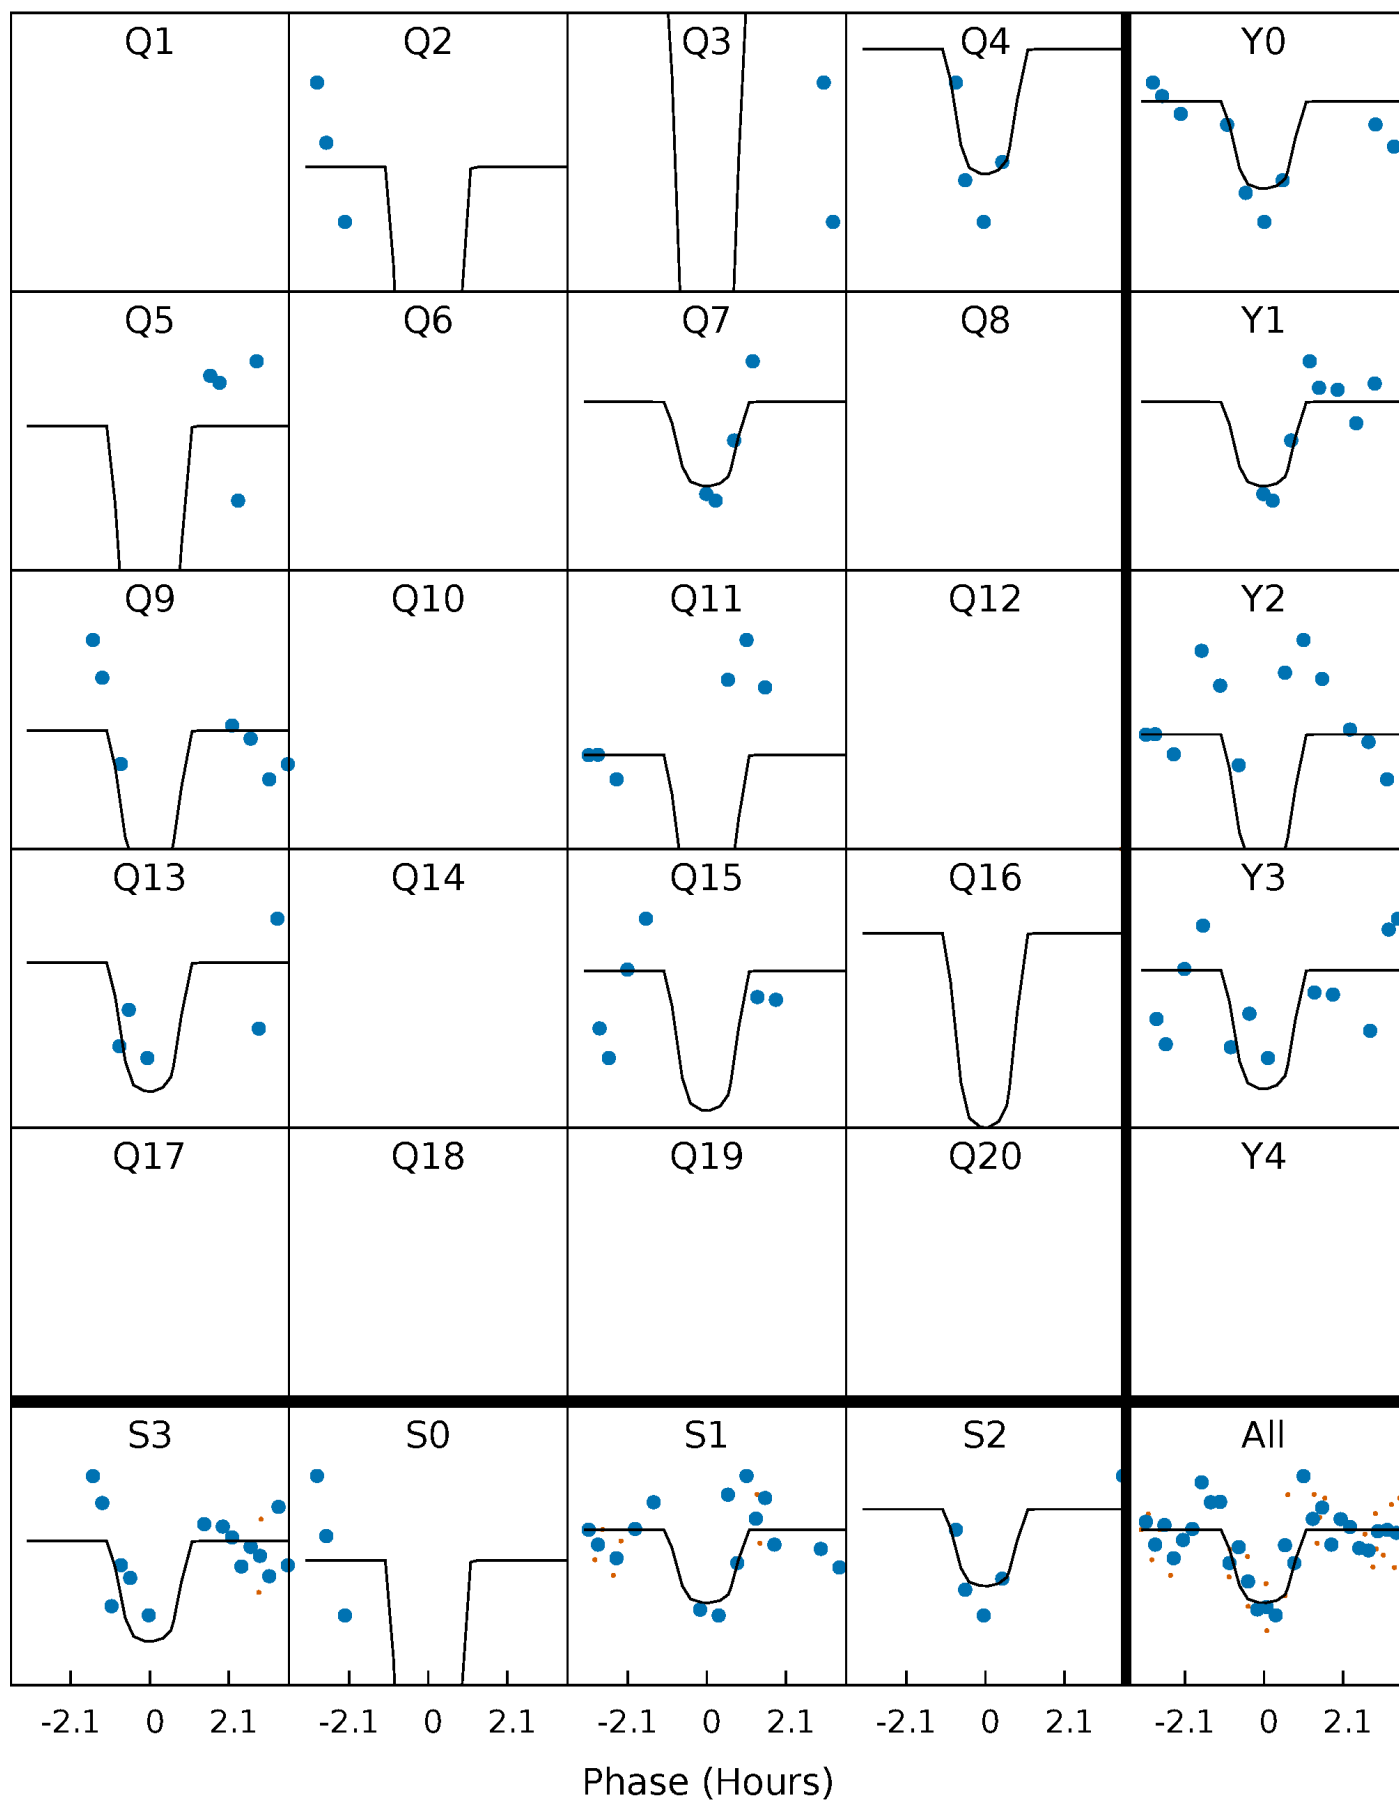 Q1 Q2 Q3 Q4 Y0
Q5 Q6 Q7 Q8 Y1
Q9 Q10 Q11 Q12 Y2
Q13 Q14 Q15 Q16 Y3
Q17 Q18 Q19 Q20 Y4
S3 S0 S1 S2 All
-2.1 0 2.1 -2.1 0 2.1 -2.1 0 2.1 -2.1 0 2.1 -2.1 0 2.1
Phase (Hours)